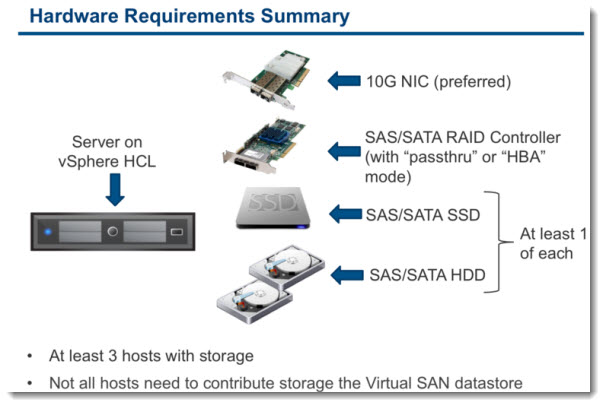 Hardware Requirements Summary
10G NIC (preferred)
Server on
vSphere HCL
SAS/SATA RAID Controller
(with “passthru” or “HBA”
mode)
SSD
SAS/SATA SSD
At least 1
of each
SAS/SATA HDD
• At least 3 hosts with storage
• Not all hosts need to contribute storage the Virtual SAN datastore